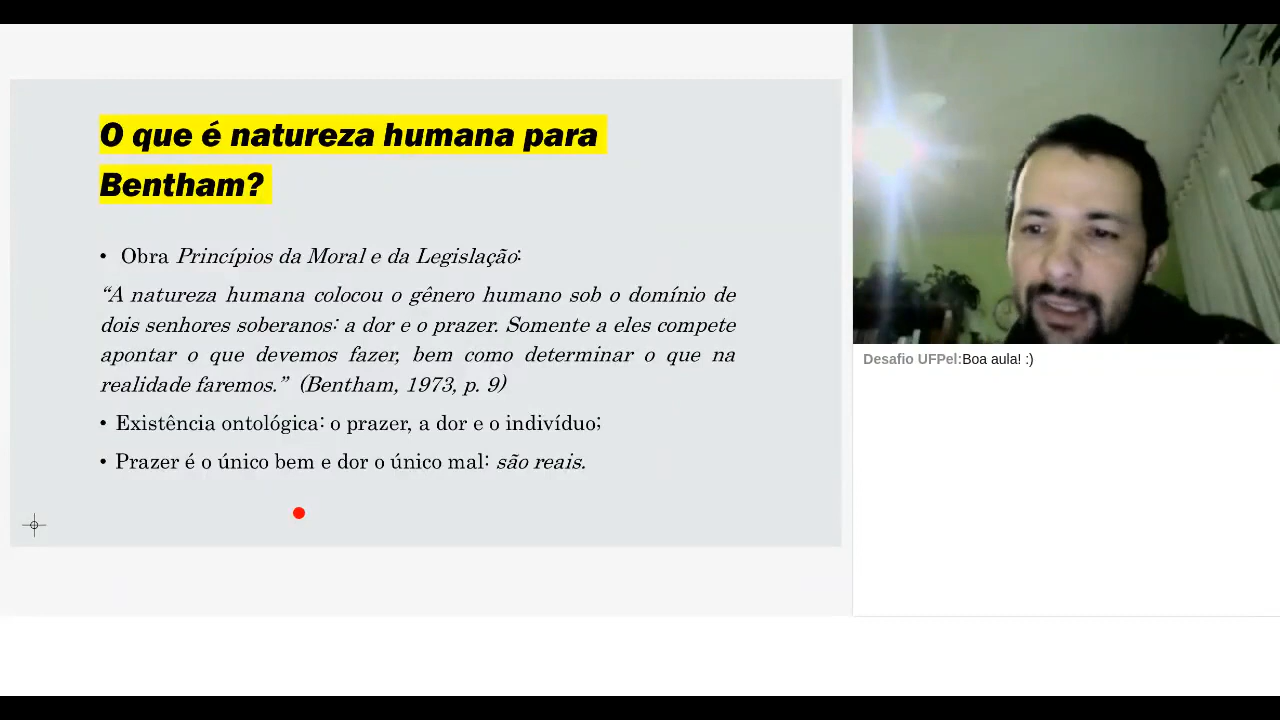 O que é natureza humana para
Bentham?
• Obra Princípios da Moral e da Legislação:
“A natureza humana colocou o gênero humano sob o domínio de
dois senhores soberanos: a dor e o prazer. Somente a eles compete
apontar o que devemos fazer, bem como determinar o que na
realidade faremos.” (Bentham, 1973, p. 9)
• Existência ontológica: o prazer, a dor e o indivíduo;
• Prazer é o único bem e dor o único mal: são reais.
Desafio UFPel:Boa aula! :)